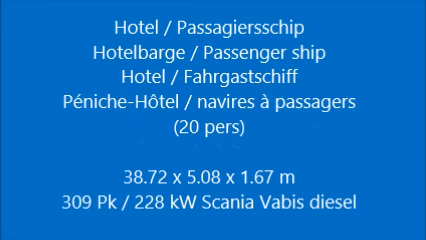 Hotel / Passagiersschip
Hotelbarge / Passenger ship
Hotel / Fahrgastschiff
Péniche-Hôtel / navires à passagers
(20 pers)
38.72 x 5.08 x 1.67 m
309 Pk / 228 kW Scania Vabis diesel